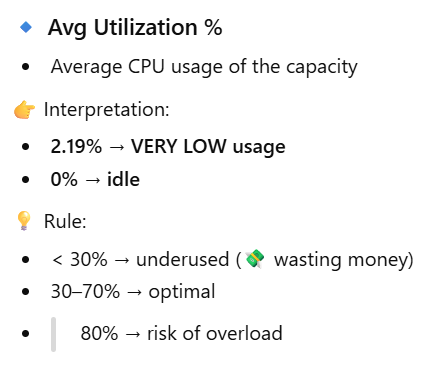 🔹 Avg Utilization %
• Average CPU usage of the capacity
👉 Interpretation:
• 2.19% → VERY LOW usage
• 0% → idle
💡 Rule:
• < 30% → underused (💸 wasting money)
• 30–70% → optimal
• 80% → risk of overload